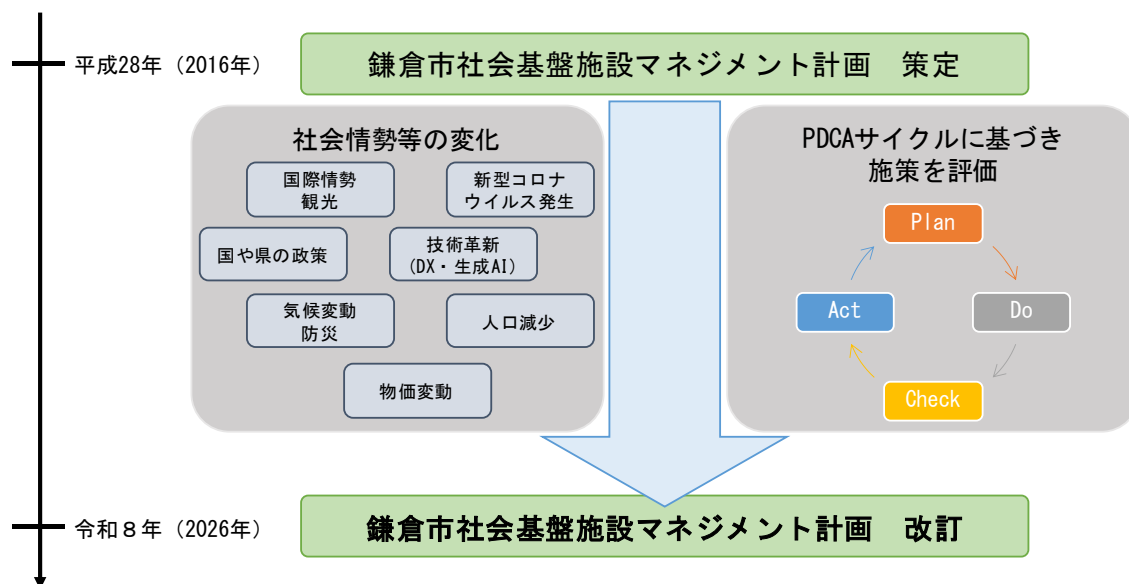 平成28年（2016年）
鎌倉市社会基盤施設マネジメント計画　策定
社会情勢等の変化
国際情勢
観光
新型コロナ
ウイルス発生
国や県の政策
技術革新
(DX・生成AI)
気候変動
防災
人口減少
物価変動
PDCAサイクルに基づき
施策を評価
Plan
Do
Check
Act
令和８年（2026年）
鎌倉市社会基盤施設マネジメント計画　改訂